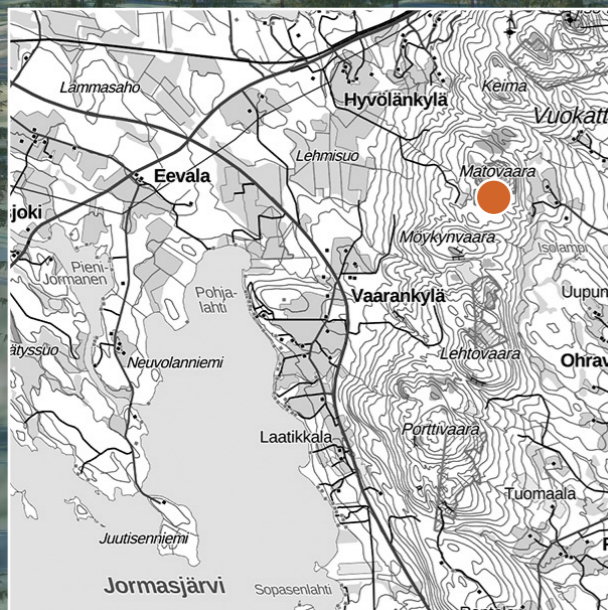 Lammasaho
Hyvölänkylä
Keima
Vuokatt
Lehmisuo
Matovaara
Eevala
sjoki
Möykynvaara
Isolampi
Pieni-
Jormanen
Pohja-
lahti
Vaarankylä
Uupun
ätyssuo
Neuvolanniemi
Lehtovaara
Ohrav
Porttivaara
Laatikkala
Tuomaala
Juutisenniemi
Jormasjärvi
Sopasenlahti